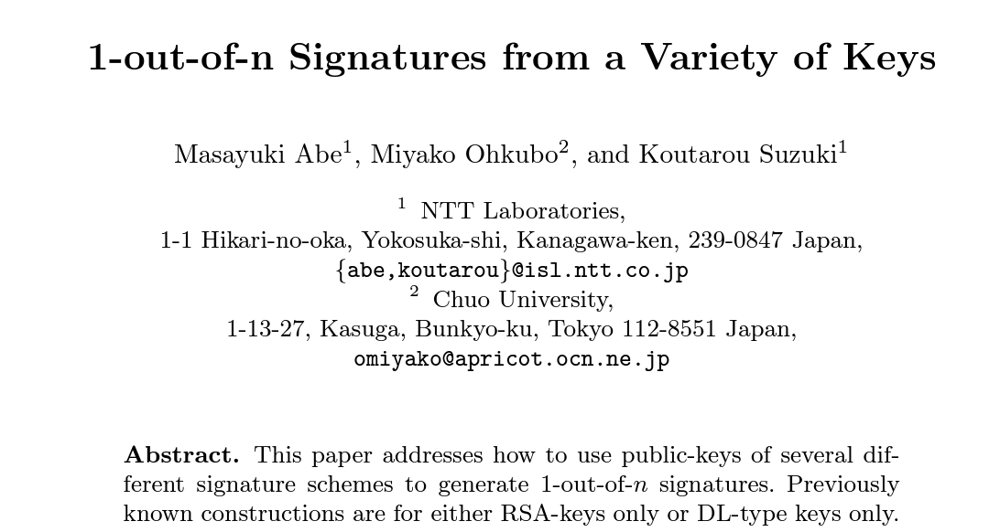 1-out-of-n Signatures from a Variety of Keys
Masayuki Abe1, Miyako Ohkubo2, and Koutarou Suzuki1
1 NTT Laboratories,
1-1 Hikari-no-oka, Yokosuka-shi, Kanagawa-ken, 239-0847 Japan,
{abe,koutarou}@isl.ntt.co.jp
2 Chuo University,
1-13-27, Kasuga, Bunkyo-ku, Tokyo 112-8551 Japan,
omiyako@apricot.ocn.ne.jp
Abstract. This paper addresses how to use public-keys of several dif-
ferent signature schemes to generate 1-out-of-n signatures. Previously
known constructions are for either RSA-keys only or DL-type keys only.